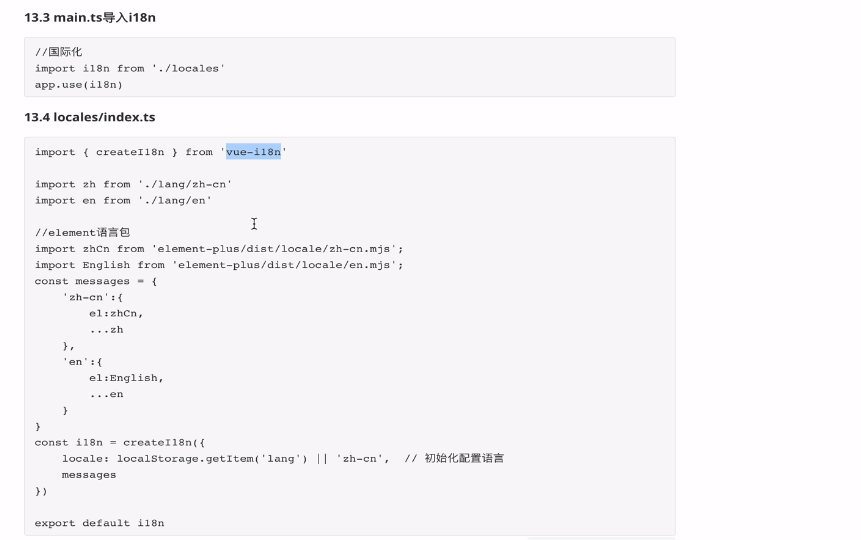 13.3 main.ts导入i18n
//国际化
import i18n from './locales'
app.use(i18n)
13.4 locales/index.ts
import { createI18n } from 'vue-i18n'
import zh from './lang/zh-cn'
import en from './lang/en'
//element语言包
import zhCn from 'element-plus/dist/locale/zh-cn.mjs';
import English from 'element-plus/dist/locale/en.mjs';
const messages = {
    'zh-cn':{
        el:zhCn,
        ...zh
    },
    'en':{
        el:English,
        ...en
    }
}
const i18n = createI18n({
    locale: localStorage.getItem('lang') || 'zh-cn',  // 初始化配置语言
    messages
})
export default i18n